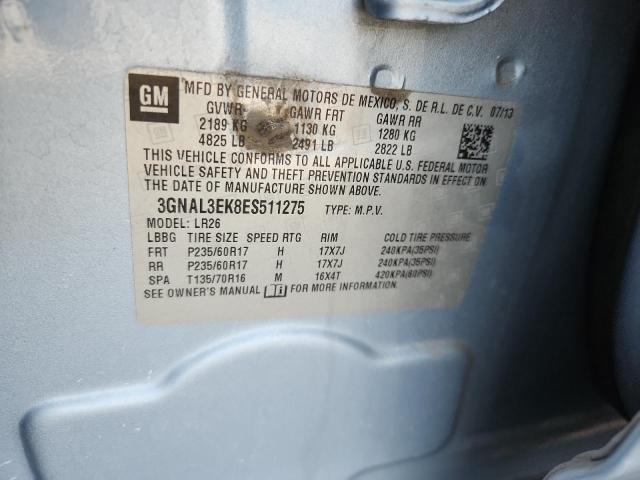 GM
MFD BY GENERAL MOTORS DE MEXICO, S. DE R.L. DE C.V. 07/13
GVWR GAWR FRT GAWR RR
2189 KG 1130 KG 1280 KG
4825 LB 2491 LB 2822 LB
THIS VEHICLE CONFORMS TO ALL APPLICABLE U.S. FEDERAL MOTOR
VEHICLE SAFETY AND THEFT PREVENTION STANDARDS IN EFFECT ON
THE DATE OF MANUFACTURE SHOWN ABOVE.
3GNAL3EK8ES511275 TYPE: M.P.V.
MODEL: LR26
LBBG TIRE SIZE SPEED RTG RIM COLD TIRE PRESSURE
FRT P235/60R17 H 17X7J 240KPA(35PSI)
RR P235/60R17 H 17X7J 240KPA(35PSI)
SPA T135/70R16 M 16X4T 420KPA(60PSI)
SEE OWNER'S MANUAL FOR MORE INFORMATION.